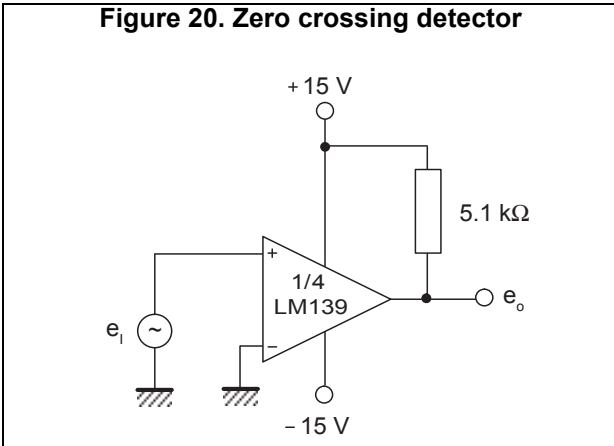 Figure 20. Zero crossing detector
+15 V
5.1 kΩ
+
1/4
LM139
eo
eI
~
−
−15 V